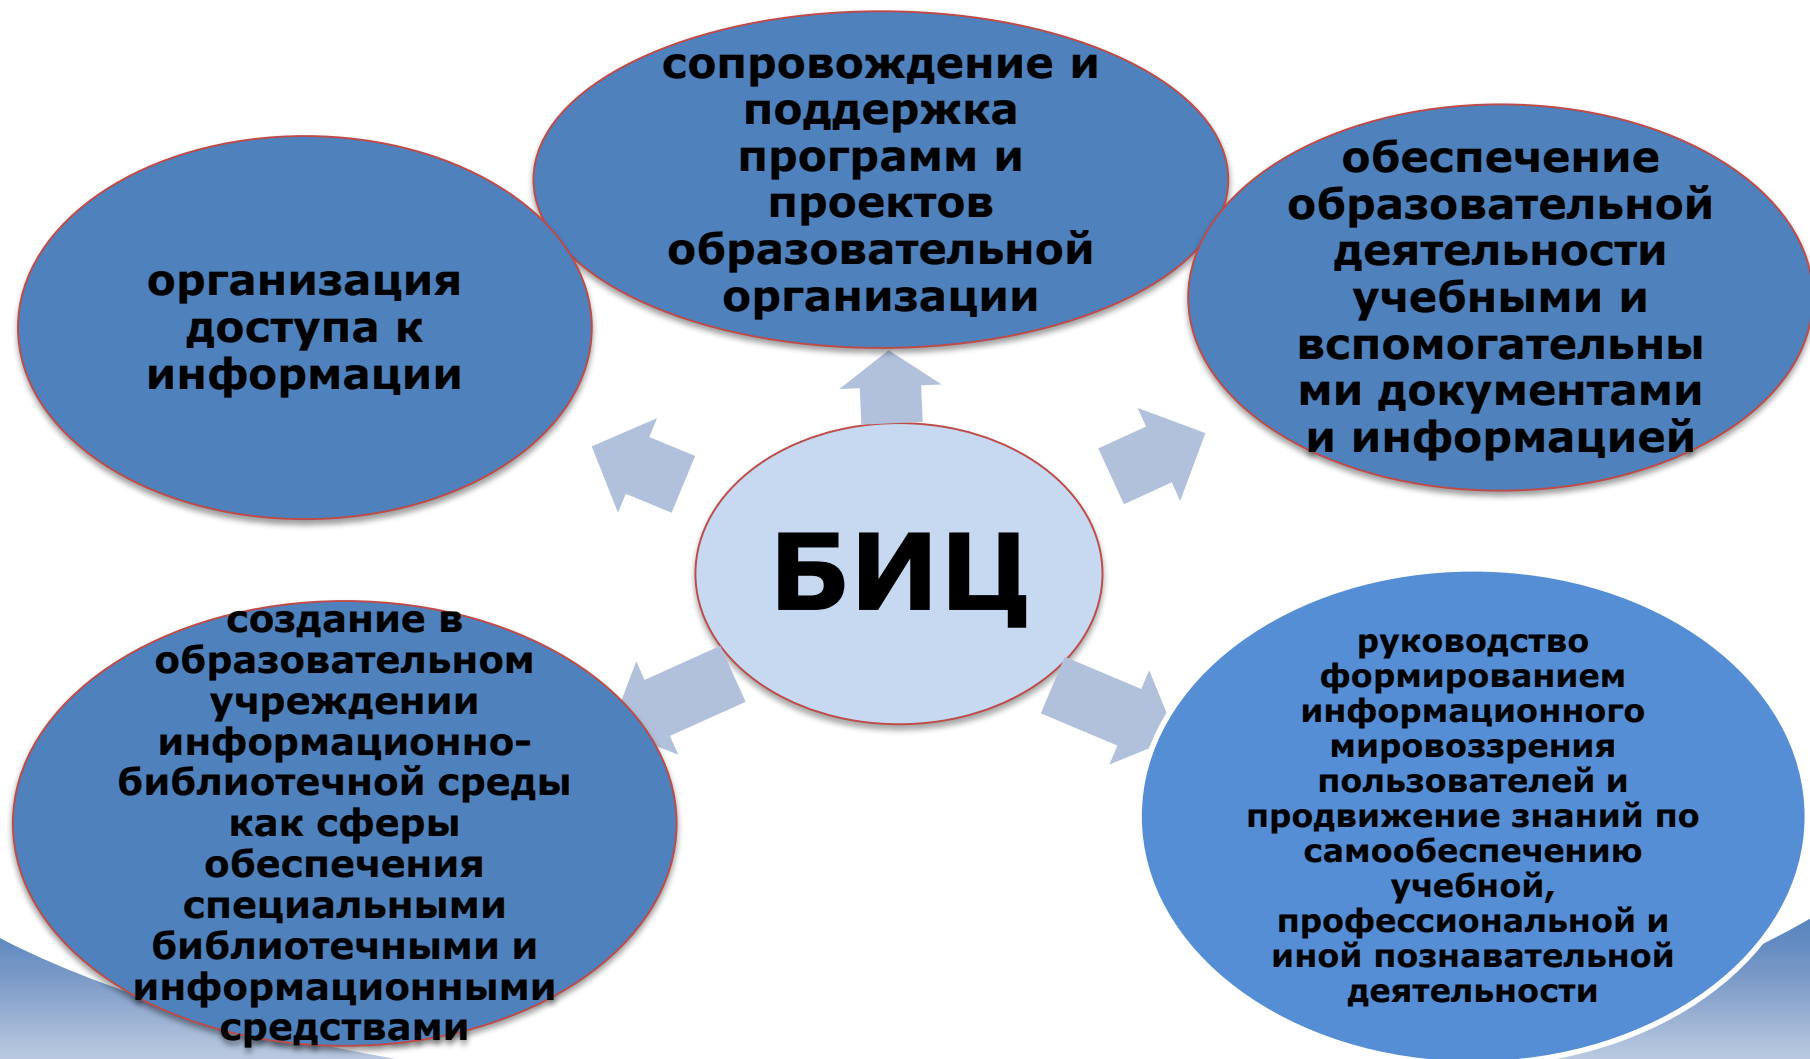 сопровождение и
поддержка
программ и
проектов
образовательной
организации
организация
доступа к
информации
обеспечение
образовательной
деятельности
учебными и
вспомогательны
ми документами
и информацией
БИЦ
создание в
образовательном
учреждении
информационно-
библиотечной среды
как сферы
обеспечения
специальными
библиотечными и
информационными
средствами
руководство
формированием
информационного
мировоззрения
пользователей и
продвижение знаний по
самообеспечению
учебной,
профессиональной и
иной познавательной
деятельности